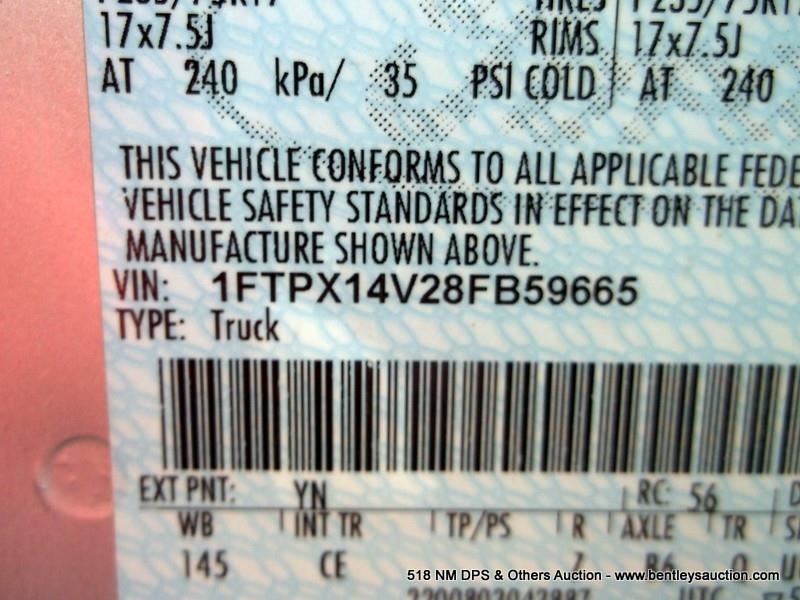 17x7.5J RIMS 17x7.5J
AT 240 kPa/ 35 PSI COLD AT 240
THIS VEHICLE CONFORMS TO ALL APPLICABLE FEDE
VEHICLE SAFETY STANDARDS IN EFFECT ON THE DA
MANUFACTURE SHOWN ABOVE.
VIN: 1FTPX14V28FB59665
TYPE: Truck
EXT PNT: YN RC: 56
WB INT TR TP/PS R AXLE TR
145 CE
518 NM DPS & Others Auction - www.bentleysauction.com